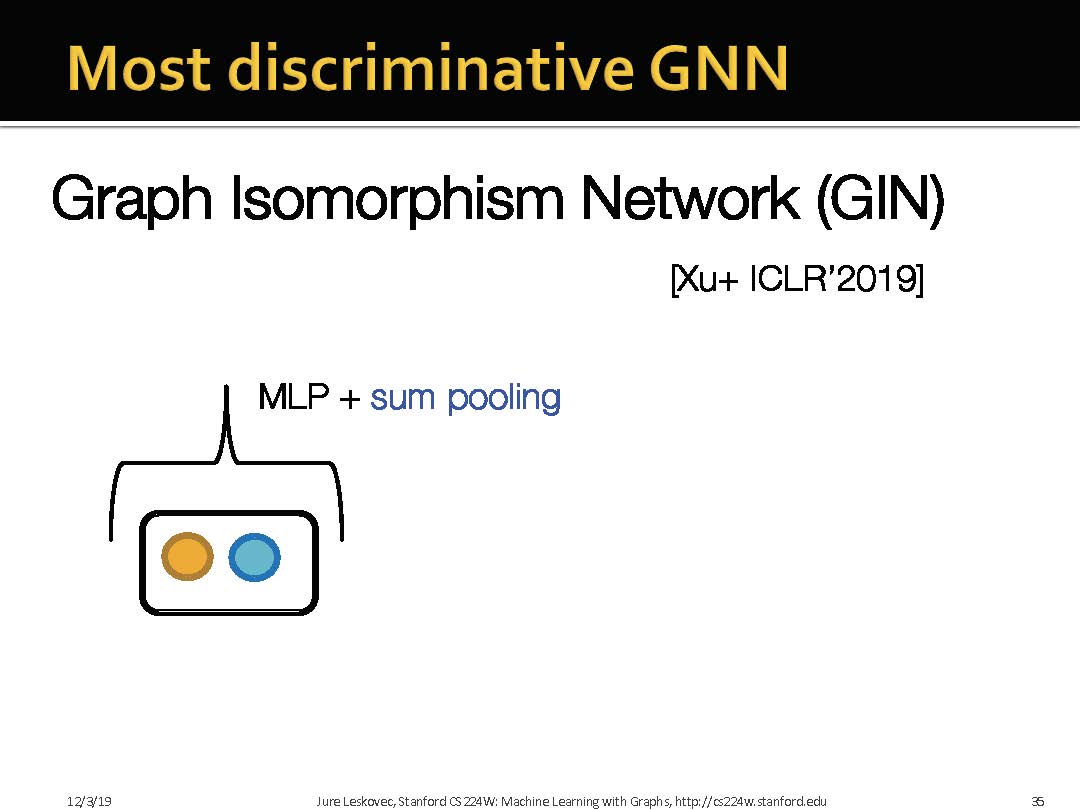 Most discriminative GNN
Graph Isomorphism Network (GIN)
[Xu+ ICLR’2019]
MLP + sum pooling
12/3/19
Jure Leskovec, Stanford CS224W: Machine Learning with Graphs, http://cs224w.stanford.edu
35